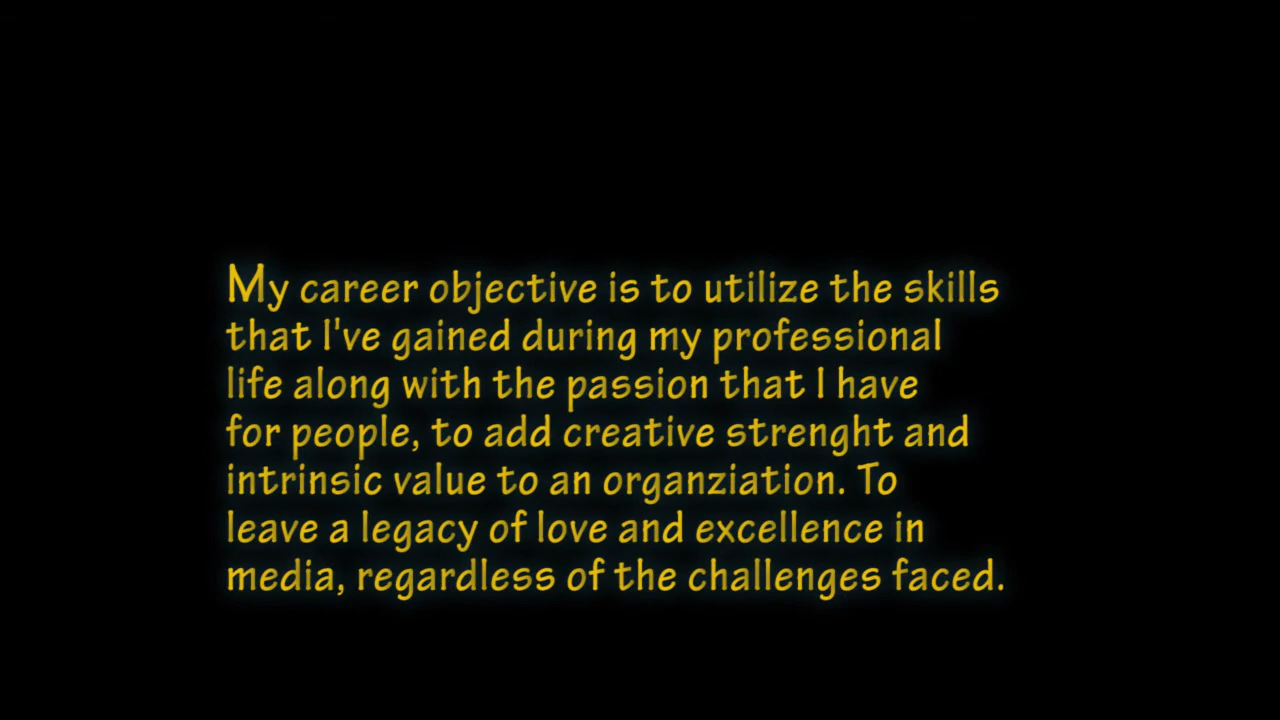 My career objective is to utilize the skills
that I've gained during my professional
life along with the passion that I have
for people, to add creative strenght and
intrinsic value to an organziation. To
leave a legacy of love and excellence in
media, regardless of the challenges faced.